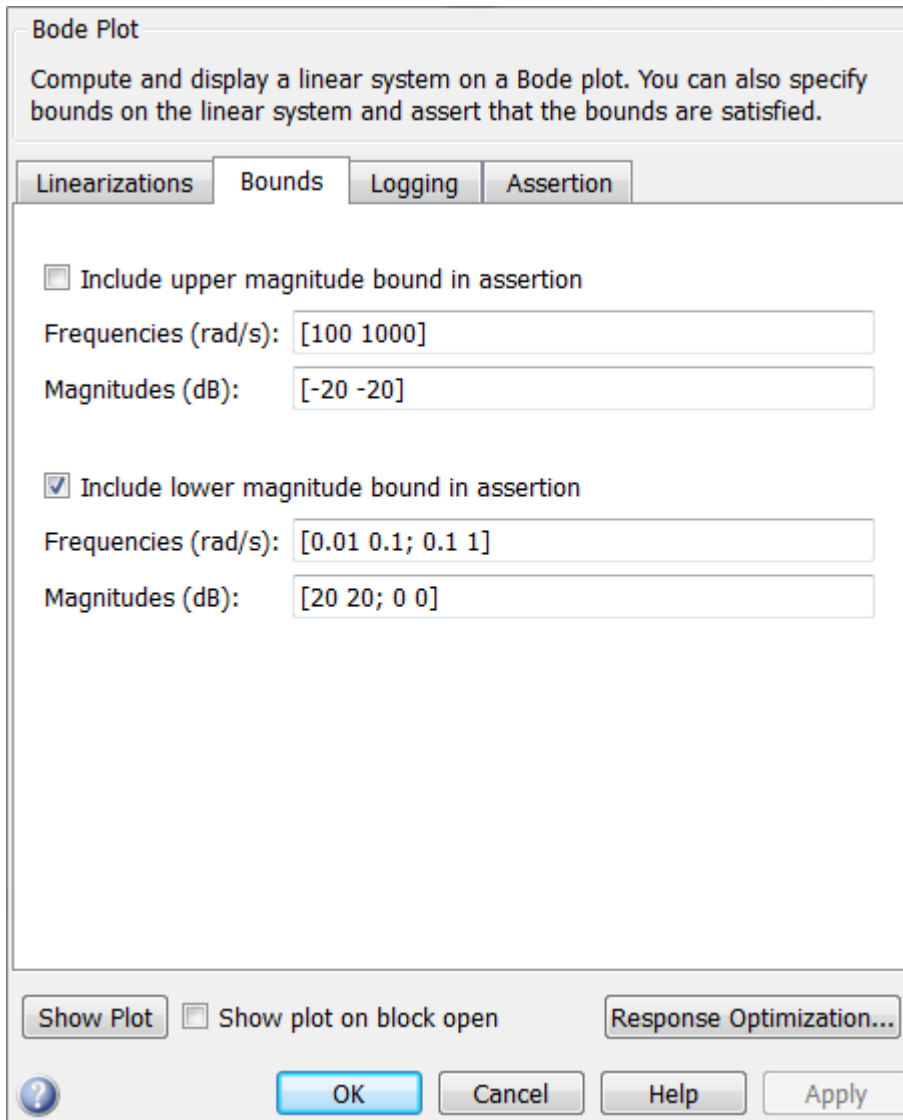 Bode Plot
Compute and display a linear system on a Bode plot. You can also specify
bounds on the linear system and assert that the bounds are satisfied.
Linearizations Bounds Logging Assertion
Include upper magnitude bound in assertion
Frequencies (rad/s): [100 1000]
Magnitudes (dB): [-20 -20]
Include lower magnitude bound in assertion
Frequencies (rad/s): [0.01 0.1; 0.1 1]
Magnitudes (dB): [20 20; 0 0]
Show Plot Show plot on block open Response Optimization...
? OK Cancel Help Apply